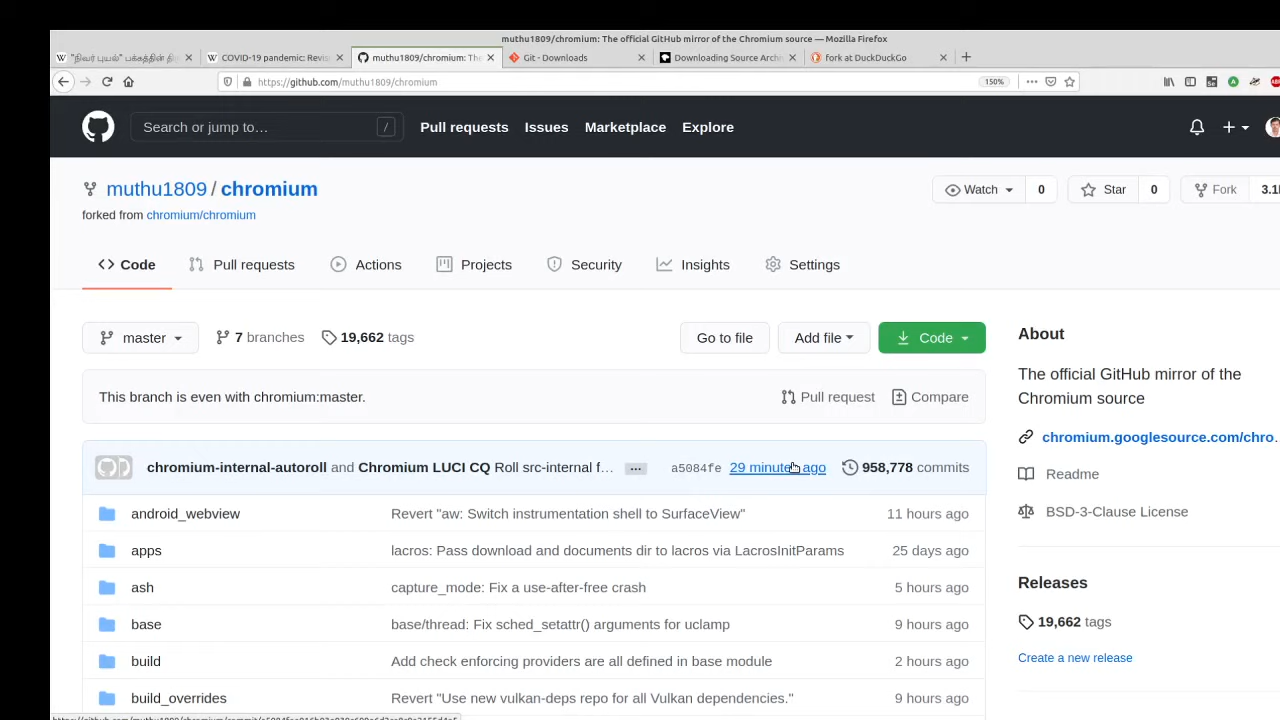 muthu1809/chromium: The official GitHub mirror of the Chromium source — Mozilla Firefox
"நிவர் புயல்" பக்கத்தின் தி
COVID-19 pandemic: Revis
muthu1809/chromium: The
Git - Downloads
Downloading Source Archiv
fork at DuckDuckGo
https://github.com/muthu1809/chromium
150%
Search or jump to…
/
Pull requests
Issues
Marketplace
Explore
muthu1809 / chromium
Watch 0
Star 0
Fork 3.1
forked from chromium/chromium
Code
Pull requests
Actions
Projects
Security
Insights
Settings
master
7 branches
19,662 tags
Go to file
Add file
Code
This branch is even with chromium:master.
Pull request
Compare
chromium-internal-autoroll and Chromium LUCI CQ Roll src-internal f… ... a5084fe 29 minutes ago 958,778 commits
android_webview Revert "aw: Switch instrumentation shell to SurfaceView" 11 hours ago
apps lacros: Pass download and documents dir to lacros via LacrosInitParams 25 days ago
ash capture_mode: Fix a use-after-free crash 5 hours ago
base base/thread: Fix sched_setattr() arguments for uclamp 9 hours ago
build Add check enforcing providers are all defined in base module 2 hours ago
build_overrides Revert "Use new vulkan-deps repo for all Vulkan dependencies." 9 hours ago
About
The official GitHub mirror of the
Chromium source
chromium.googlesource.com/chro…
Readme
BSD-3-Clause License
Releases
19,662 tags
Create a new release